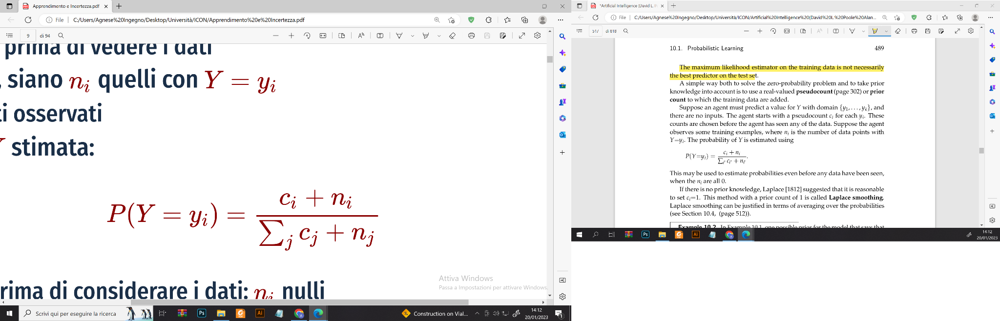 Apprendimento e Incertezza.pdf
File
C:/Users/Agnese%20Ingegno/Desktop/Università/ICON/Apprendimento%20e%20Incertezza.pdf
9 di 94
prima di vedere i dati
, siano n_i quelli con Y = y_i
ti osservati
Y stimata:
P(Y = y_i) = \frac{c_i + n_i}{\sum_j c_j + n_j}
rima di considerare i dati: n_i nulli
Attiva Windows
Passa a Impostazioni per attivare Windows.
Scrivi qui per eseguire la ricerca
Ps
Ai
Construction on Vial...
14:12
20/01/2023
1
*Artificial Intelligence (David L. P
File
C:/Users/Agnese%20Ingegno/Desktop/Università/ICON/Artificial%20Intelligence%20(David%20L.%20Poole%20Alan...
517 di 818
10.1. Probabilistic Learning 489
The maximum likelihood estimator on the training data is not necessarily
the best predictor on the test set.
A simple way both to solve the zero-probability problem and to take prior
knowledge into account is to use a real-valued pseudocount (page 302) or prior
count to which the training data are added.
Suppose an agent must predict a value for Y with domain {y_1, . . . , y_k}, and
there are no inputs. The agent starts with a pseudocount c_i for each y_i. These
counts are chosen before the agent has seen any of the data. Suppose the agent
observes some training examples, where n_i is the number of data points with
Y=y_i. The probability of Y is estimated using
P(Y=y_i) = \frac{c_i + n_i}{\sum_{i'} c_{i'} + n_{i'}}.
This may be used to estimate probabilities even before any data have been seen,
when the n_i are all 0.
If there is no prior knowledge, Laplace [1812] suggested that it is reasonable
to set c_i=1. This method with a prior count of 1 is called Laplace smoothing.
Laplace smoothing can be justified in terms of averaging over the probabilities
(see Section 10.4, (page 512)).
Example 10.2 In Example 10.1, one possible prior for the model that says that
Ps
Ai
14:12
20/01/2023